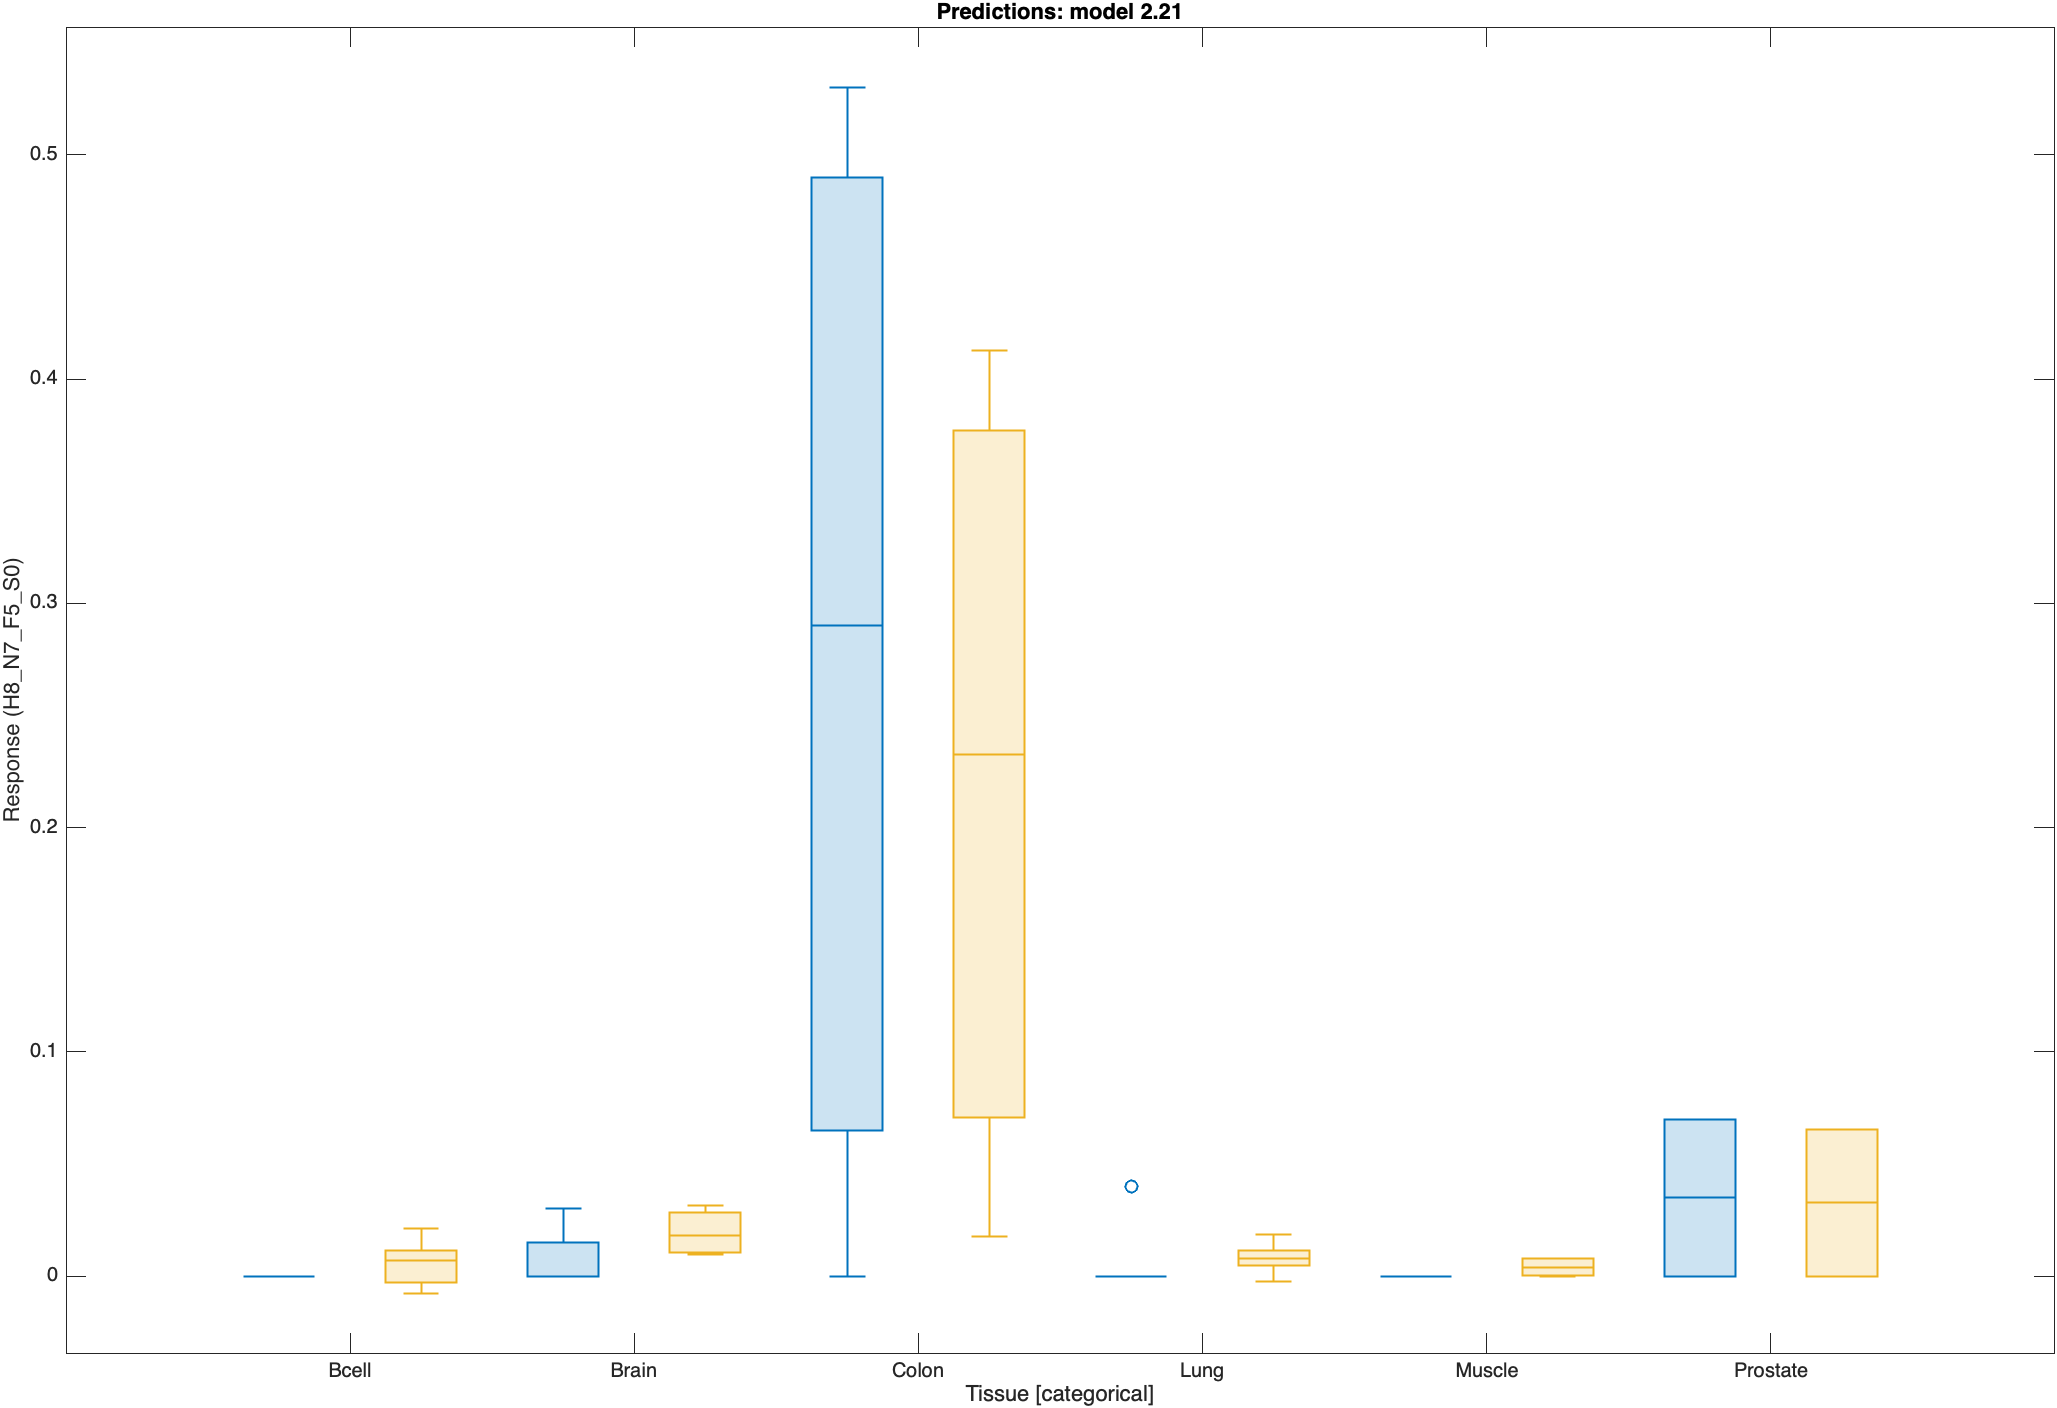 Predictions: model 2.21
Response (H8_N7_F5_S0)
0.5
0.4
0.3
0.2
0.1
0
Bcell Brain Colon Lung Muscle Prostate
Tissue [categorical]